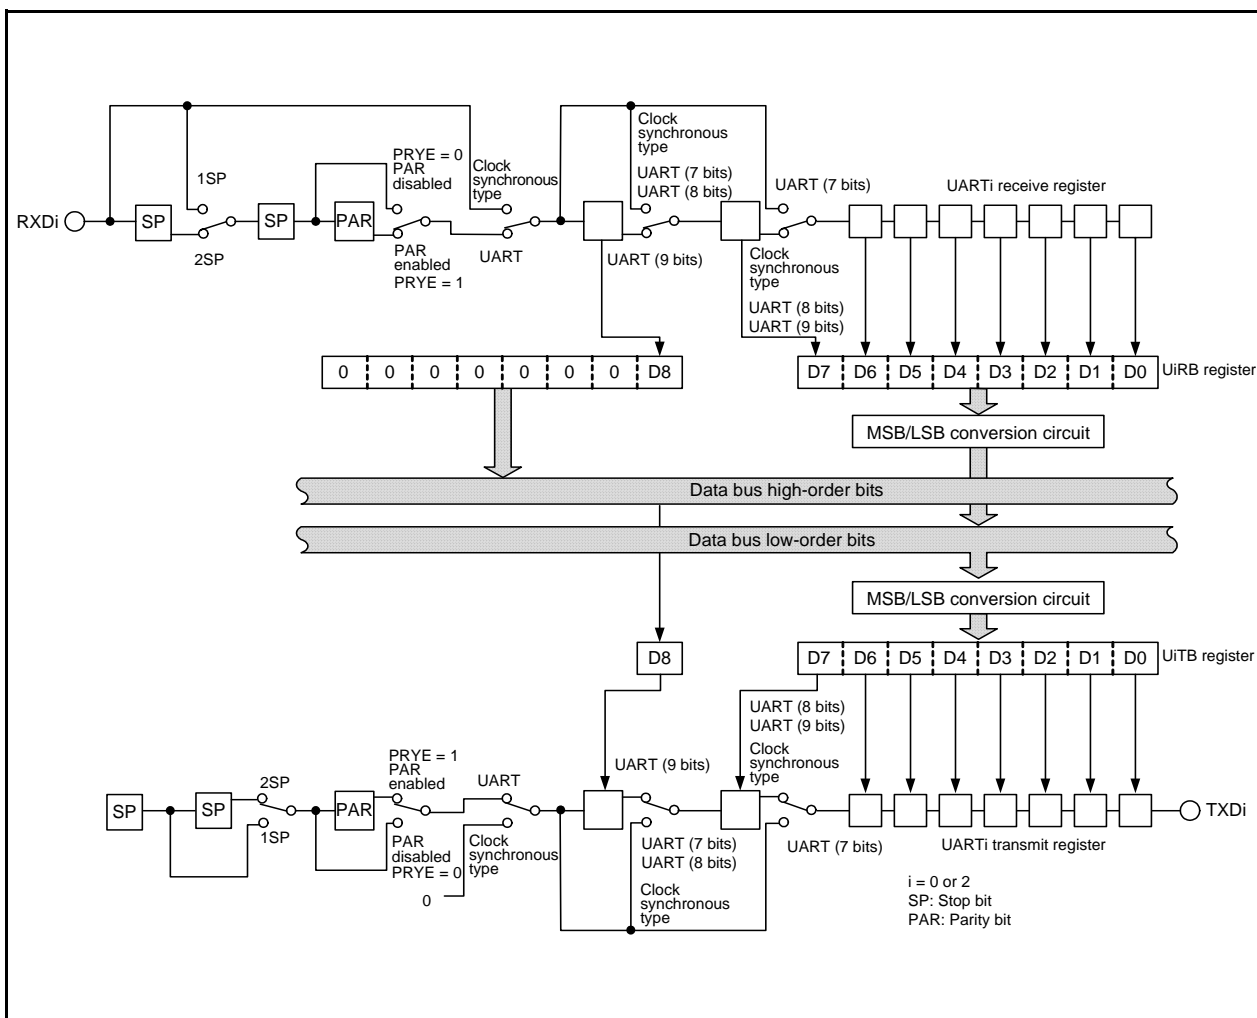 RXDi
SP
1SP
2SP
SP
PRYE = 0
PAR
disabled
PAR
PAR
enabled
PRYE = 1
Clock
synchronous
type
UART
Clock
synchronous
type
UART (7 bits)
UART (8 bits)
UART (9 bits)
UART (7 bits)
Clock
synchronous
type
UART (8 bits)
UART (9 bits)
UARTi receive register
0 0 0 0 0 0 0 D8
D7 D6 D5 D4 D3 D2 D1 D0
UiRB register
MSB/LSB conversion circuit
Data bus high-order bits
Data bus low-order bits
MSB/LSB conversion circuit
D8
D7 D6 D5 D4 D3 D2 D1 D0
UiTB register
SP
SP
2SP
1SP
PRYE = 1
PAR
enabled
PAR
PAR
disabled
PRYE = 0
0
UART
Clock
synchronous
type
UART (9 bits)
UART (7 bits)
UART (8 bits)
Clock
synchronous
type
UART (8 bits)
UART (9 bits)
Clock
synchronous
type
UART (7 bits)
UARTi transmit register
TXDi
i = 0 or 2
SP: Stop bit
PAR: Parity bit